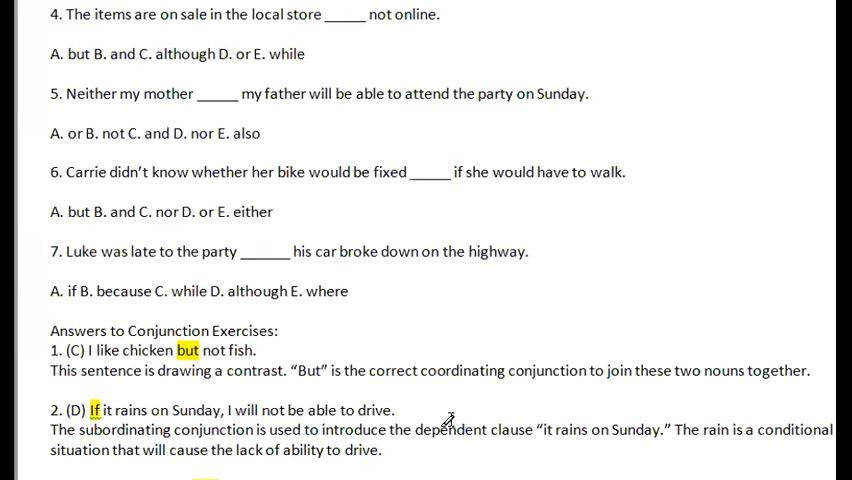 4. The items are on sale in the local store _____ not online.
A. but B. and C. although D. or E. while
5. Neither my mother _____ my father will be able to attend the party on Sunday.
A. or B. not C. and D. nor E. also
6. Carrie didn’t know whether her bike would be fixed _____ if she would have to walk.
A. but B. and C. nor D. or E. either
7. Luke was late to the party ______ his car broke down on the highway.
A. if B. because C. while D. although E. where
Answers to Conjunction Exercises:
1. (C) I like chicken but not fish.
This sentence is drawing a contrast. “But” is the correct coordinating conjunction to join these two nouns together.
2. (D) If it rains on Sunday, I will not be able to drive.
The subordinating conjunction is used to introduce the dependent clause “it rains on Sunday.” The rain is a conditional
situation that will cause the lack of ability to drive.